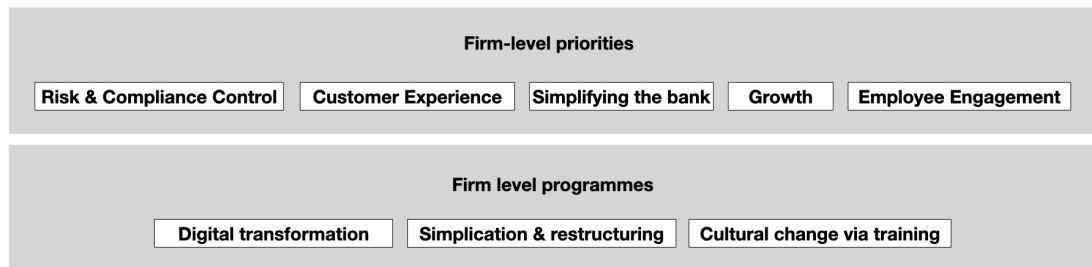 Firm-level priorities
Risk & Compliance Control Customer Experience Simplifying the bank Growth Employee Engagement
Firm level programmes
Digital transformation Simplication & restructuring Cultural change via training